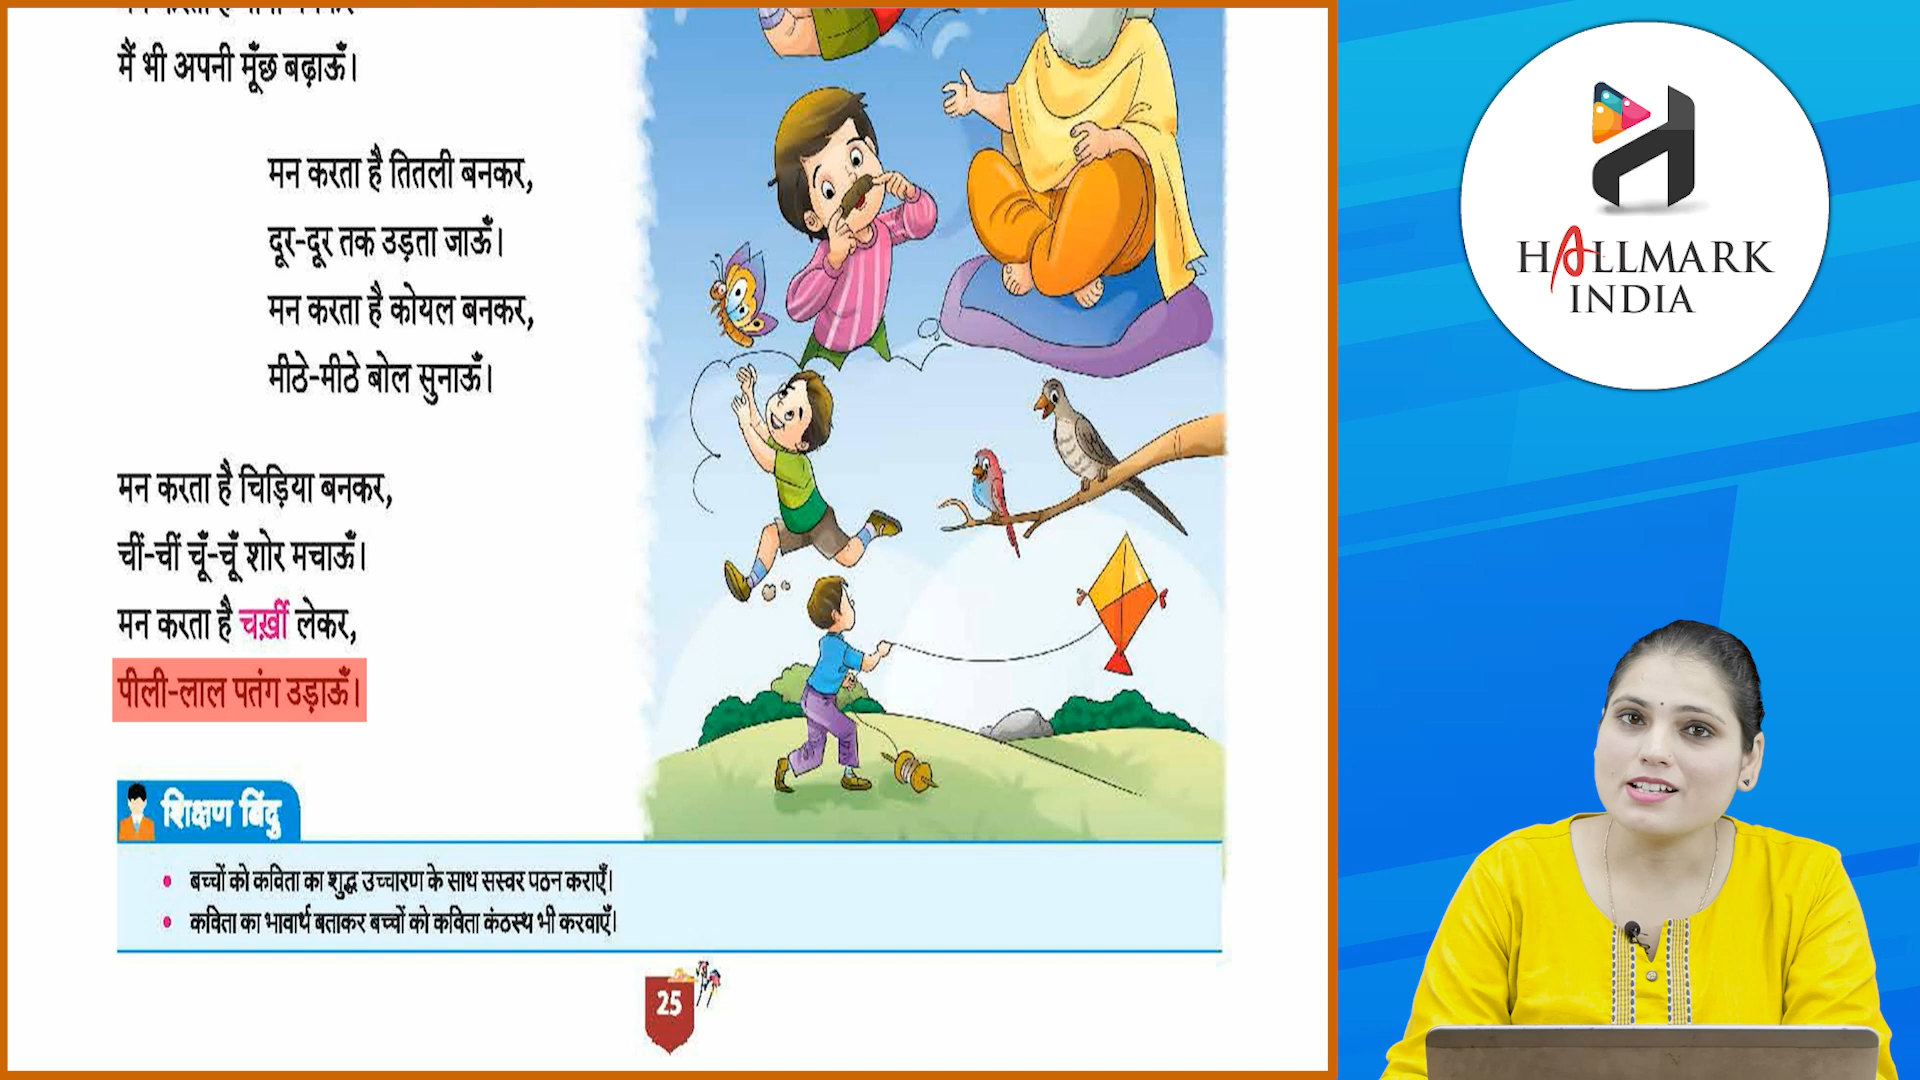 मैं भी अपनी मूँछ बढ़ाऊँ।
मन करता है तितली बनकर,
दूर-दूर तक उड़ता जाऊँ।
मन करता है कोयल बनकर,
मीठे-मीठे बोल सुनाऊँ।
मन करता है चिड़िया बनकर,
चीं-चीं चूँ-चूँ शोर मचाऊँ।
मन करता है चर्ख़ी लेकर,
पीली-लाल पतंग उड़ाऊँ।
शिक्षण बिंदु
• बच्चों को कविता का शुद्ध उच्चारण के साथ सस्वर पठन कराएँ।
• कविता का भावार्थ बताकर बच्चों को कविता कंठस्थ भी करवाएँ।
25
HALLMARK
INDIA